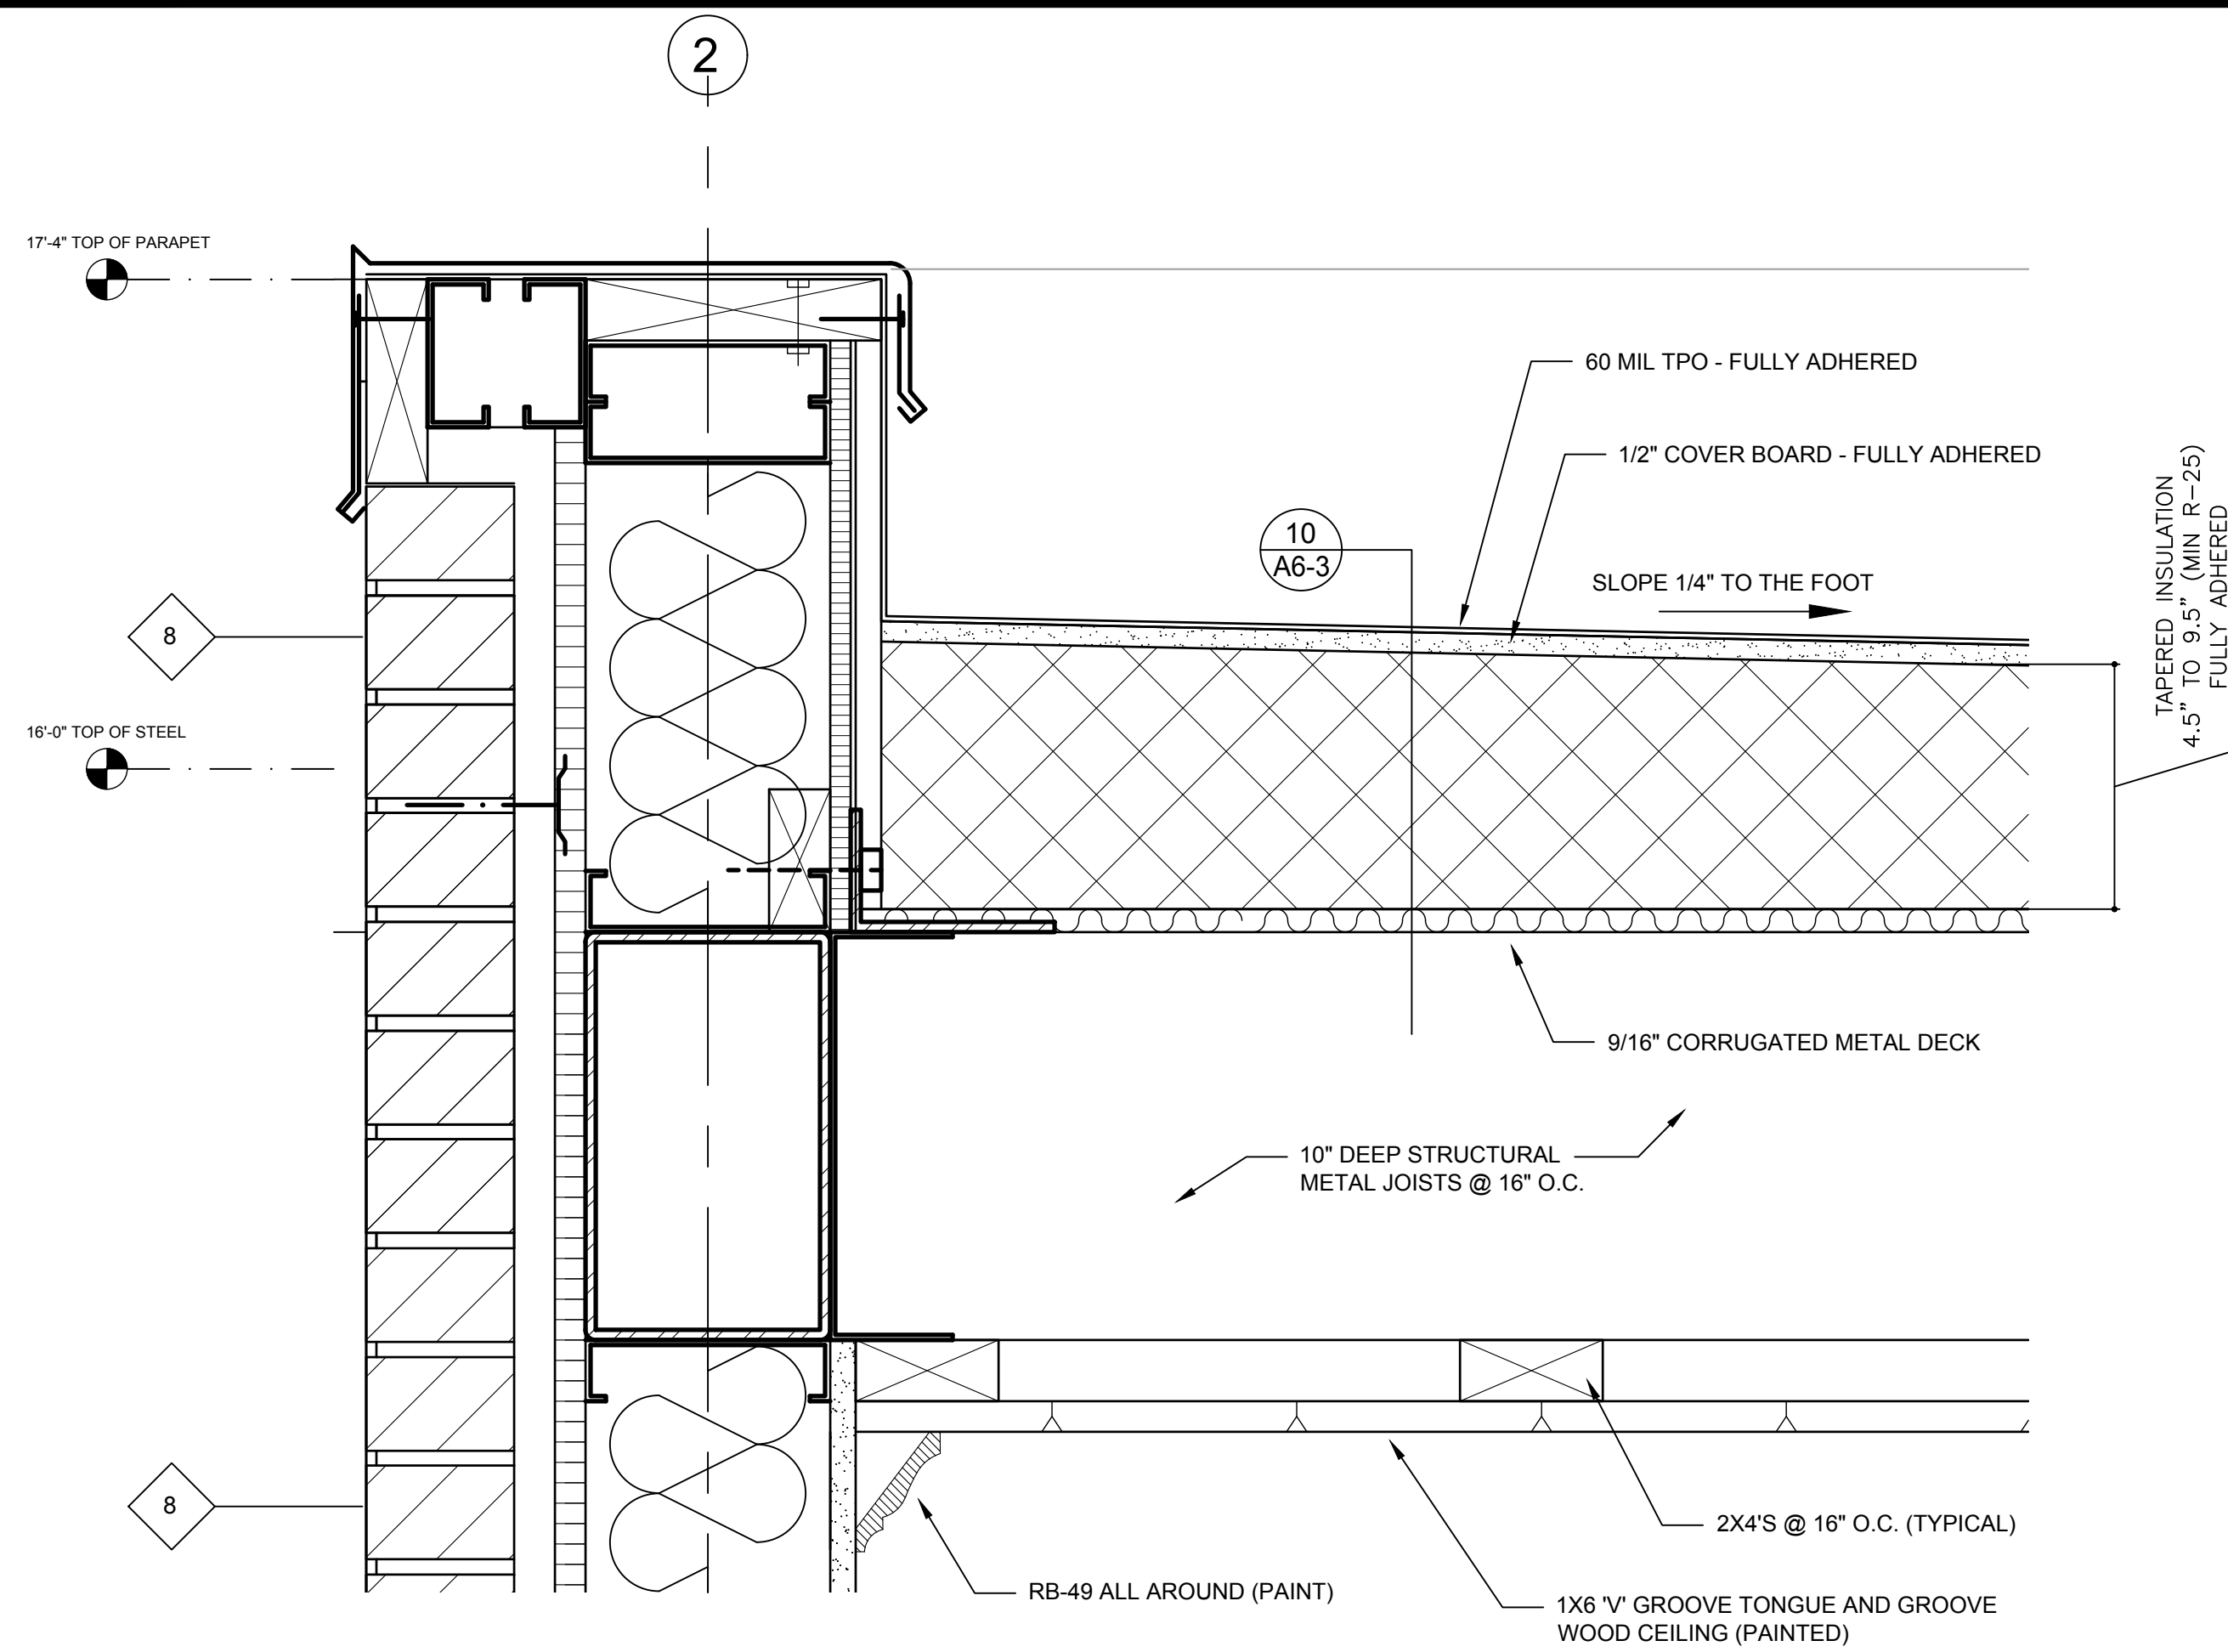 2
17'-4" TOP OF PARAPET
60 MIL TPO - FULLY ADHERED
1/2" COVER BOARD - FULLY ADHERED
10
A6-3
SLOPE 1/4" TO THE FOOT
TAPERED INSULATION
4.5" TO 9.5" (MIN R-25)
FULLY ADHERED
8
16'-0" TOP OF STEEL
9/16" CORRUGATED METAL DECK
10" DEEP STRUCTURAL
METAL JOISTS @ 16" O.C.
8
2X4'S @ 16" O.C. (TYPICAL)
RB-49 ALL AROUND (PAINT)
1X6 'V' GROOVE TONGUE AND GROOVE
WOOD CEILING (PAINTED)